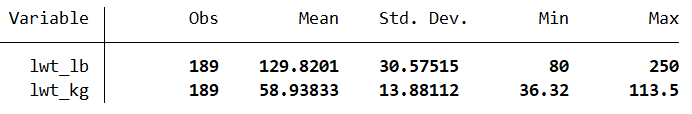 Variable Obs Mean Std. Dev. Min Max
lwt_lb 189 129.8201 30.57515 80 250
lwt_kg 189 58.93833 13.88112 36.32 113.5